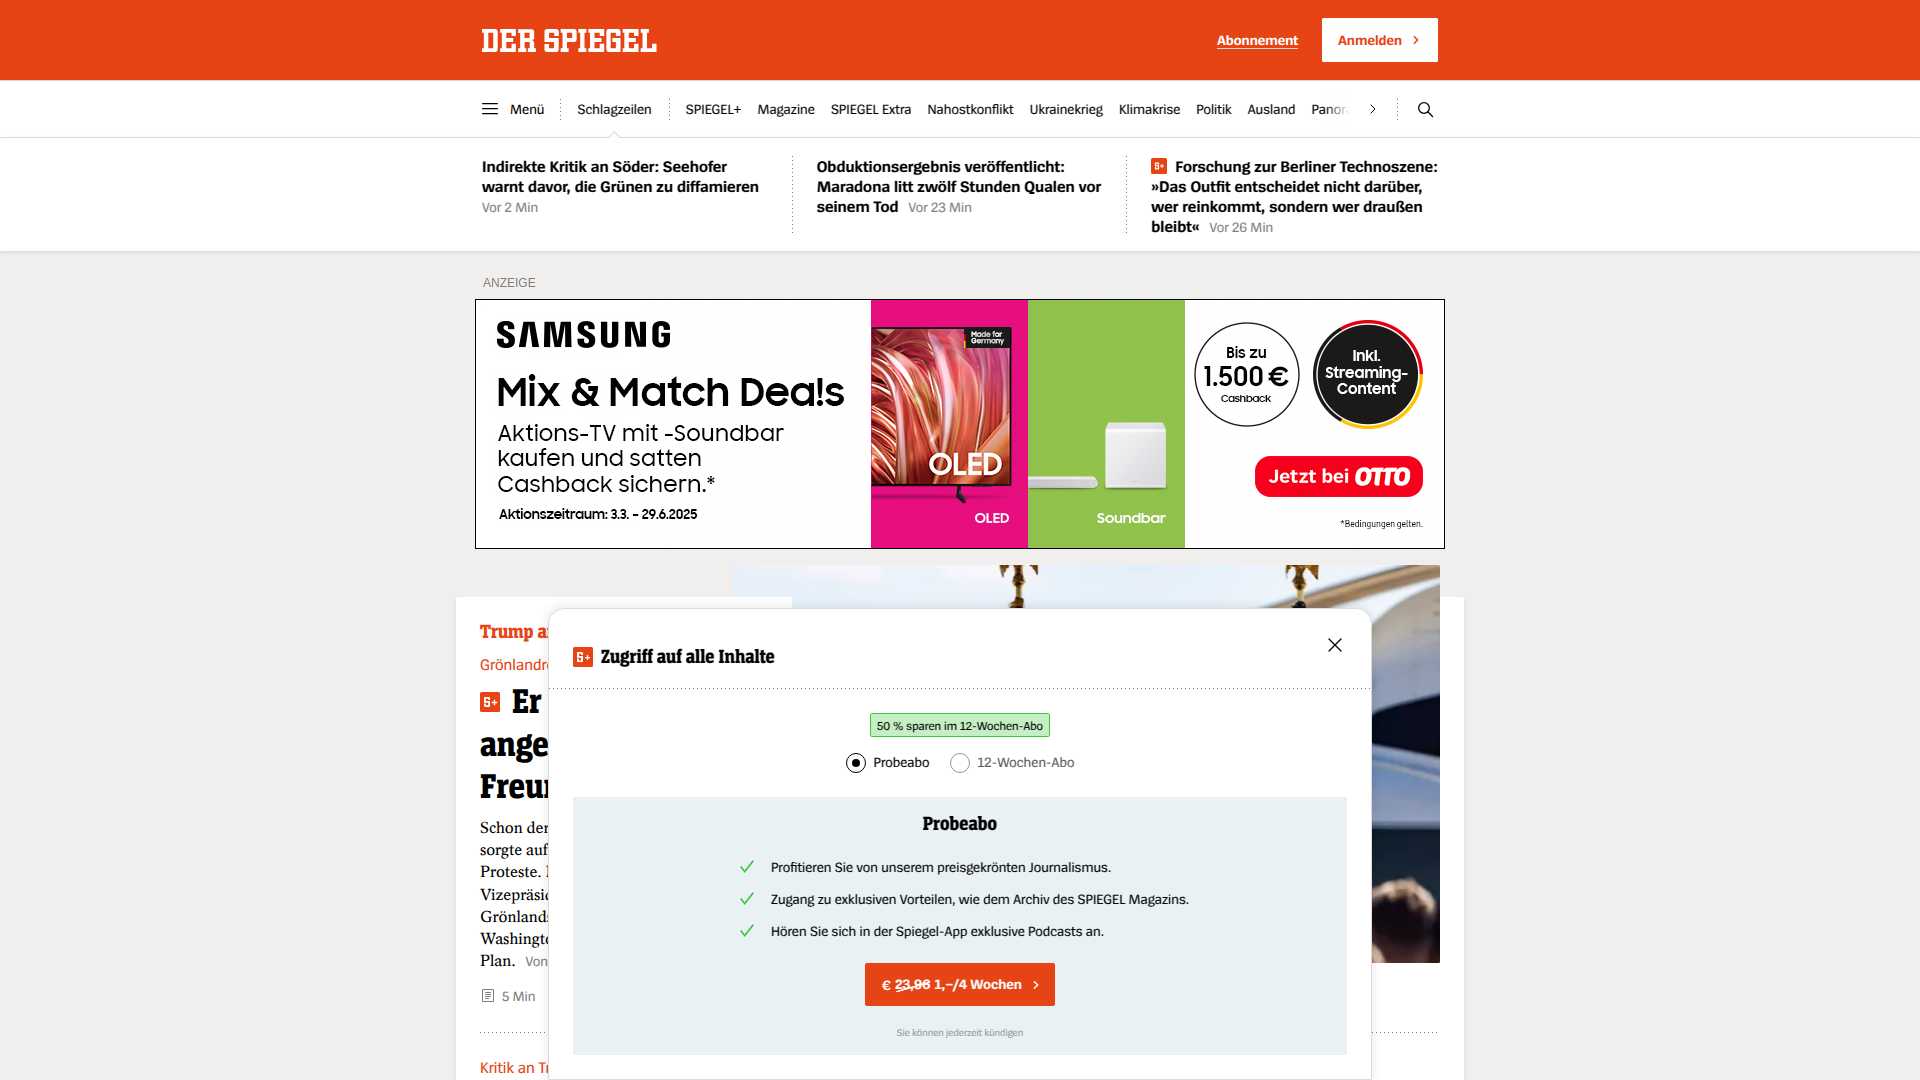 DER SPIEGEL
Abonnement
Anmelden
Menü
Schlagzeilen
SPIEGEL+
Magazine
SPIEGEL Extra
Nahostkonflikt
Ukrainekrieg
Klimakrise
Politik
Ausland
Indirekte Kritik an Söder: Seehofer
warnt davor, die Grünen zu diffamieren
Vor 2 Min
Obduktionsergebnis veröffentlicht:
Maradona litt zwölf Stunden Qualen vor
seinem Tod Vor 23 Min
S+ Forschung zur Berliner Technoszene:
»Das Outfit entscheidet nicht darüber,
wer reinkommt, sondern wer draußen
bleibt« Vor 26 Min
ANZEIGE
SAMSUNG
Mix & Match Dea!s
Aktions-TV mit -Soundbar
kaufen und satten
Cashback sichern.*
Aktionszeitraum: 3.3. – 29.6.2025
Made for
Germany
OLED
OLED
Soundbar
Bis zu
1.500 €
Cashback
Inkl.
Streaming-
Content
Jetzt bei OTTO
*Bedingungen gelten.
Trump
S+ Er
Schon der
sorgte auf
Proteste.
Plan. Von
5 Min
Kritik an
S+ Zugriff auf alle Inhalte
50 % sparen im 12-Wochen-Abo
Probeabo
12-Wochen-Abo
Probeabo
Profitieren Sie von unserem preisgekrönten Journalismus.
Zugang zu exklusiven Vorteilen, wie dem Archiv des SPIEGEL Magazins.
Hören Sie sich in der Spiegel-App exklusive Podcasts an.
€ 23,96 1,–/4 Wochen
Sie können jederzeit kündigen